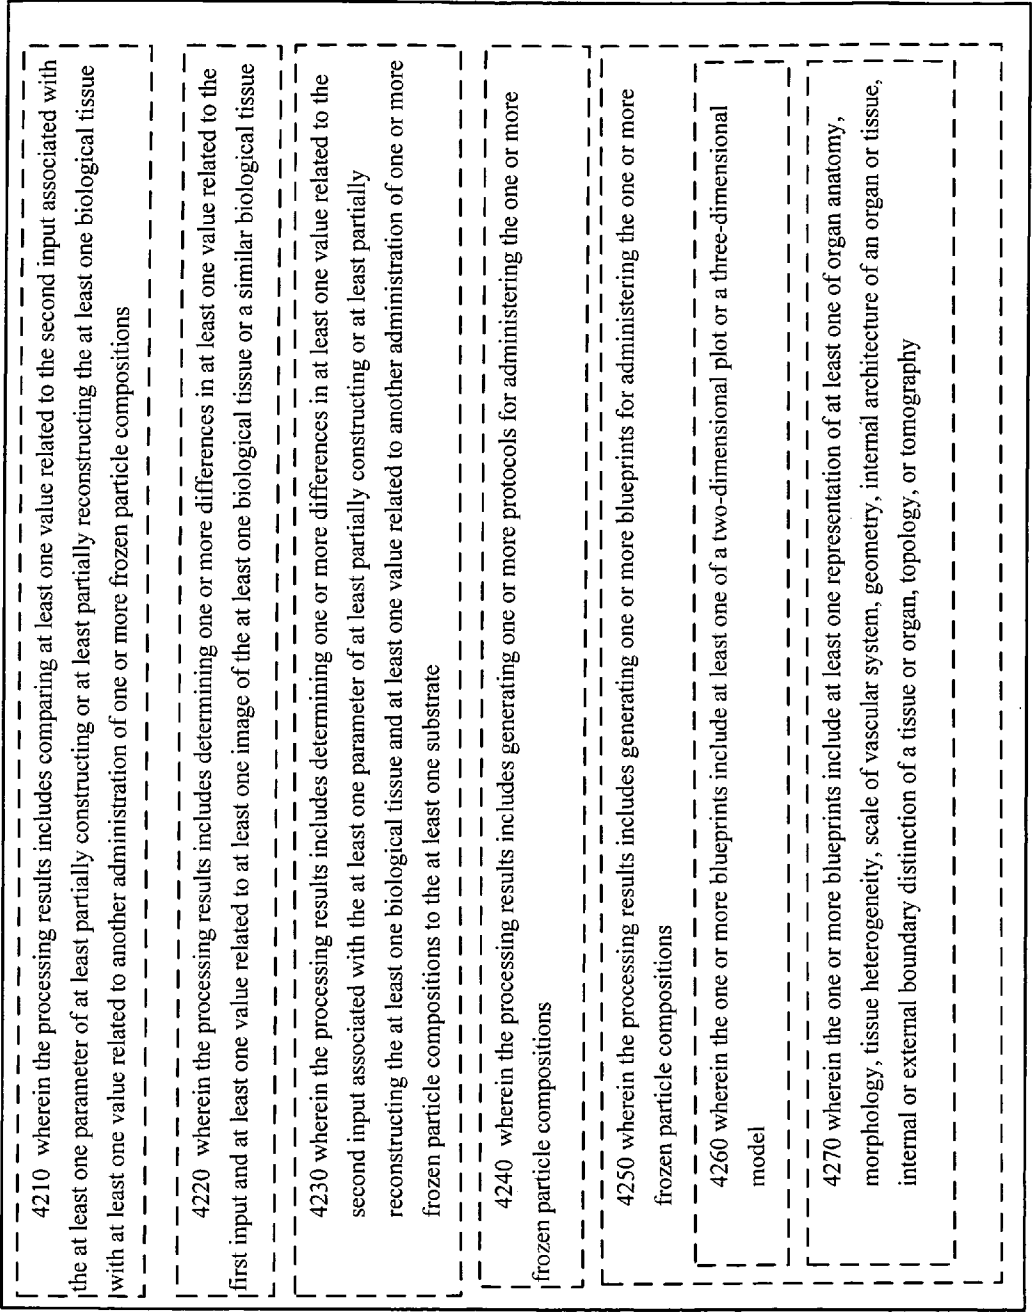 4210 wherein the processing results includes comparing at least one value related to the second input associated with
the at least one parameter of at least partially constructing or at least partially reconstructing the at least one biological tissue
with at least one value related to another administration of one or more frozen particle compositions
4220 wherein the processing results includes determining one or more differences in at least one value related to the
first input and at least one value related to at least one image of the at least one biological tissue or a similar biological tissue
4230 wherein the processing results includes determining one or more differences in at least one value related to the
second input associated with the at least one parameter of at least partially constructing or at least partially
reconstructing the at least one biological tissue and at least one value related to another administration of one or more
frozen particle compositions to the at least one substrate
4240 wherein the processing results includes generating one or more protocols for administering the one or more
frozen particle compositions
4250 wherein the processing results includes generating one or more blueprints for administering the one or more
frozen particle compositions
4260 wherein the one or more blueprints include at least one of a two-dimensional plot or a three-dimensional
model
4270 wherein the one or more blueprints include at least one representation of at least one of organ anatomy,
morphology, tissue heterogeneity, scale of vascular system, geometry, internal architecture of an organ or tissue,
internal or external boundary distinction of a tissue or organ, topology, or tomography